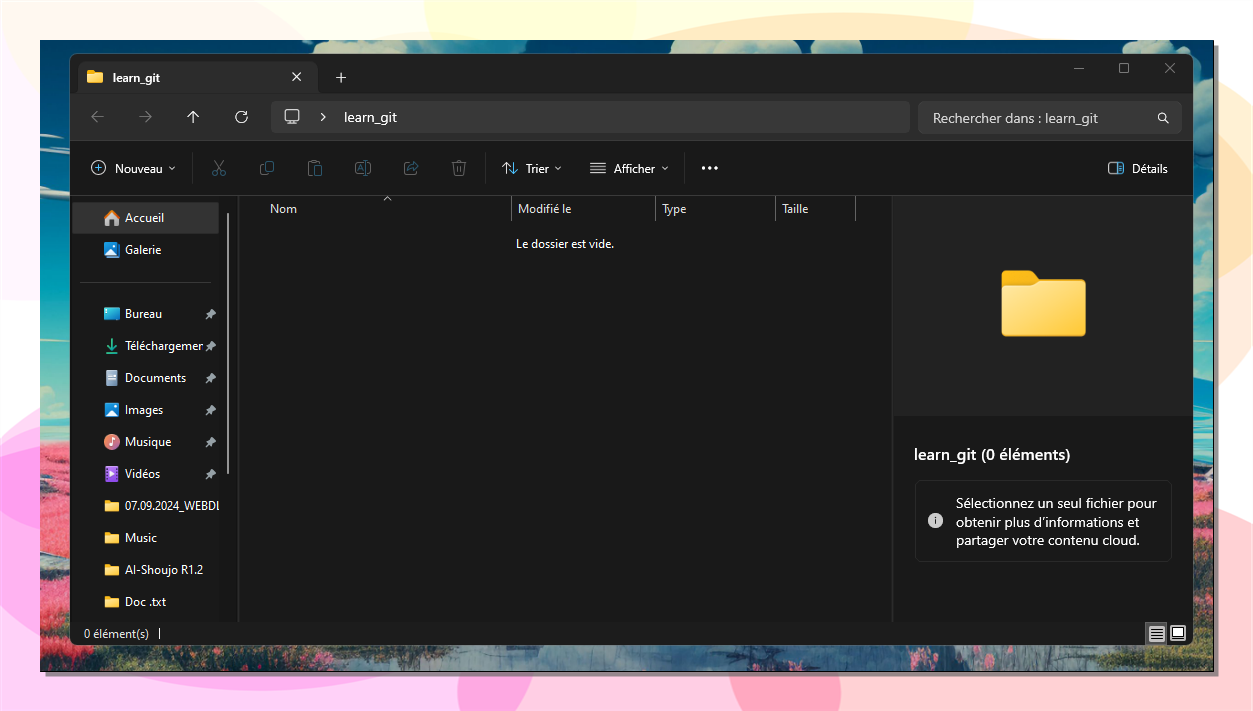 learn_git
learn_git
Rechercher dans : learn_git
Nouveau
Trier
Afficher
Détails
Accueil
Galerie
Bureau
Téléchargemer
Documents
Images
Musique
Vidéos
07.09.2024_WEBDL
Music
AI-Shoujo R1.2
Doc .txt
Nom
Modifié le
Type
Taille
Le dossier est vide.
learn_git (0 éléments)
Sélectionnez un seul fichier pour
obtenir plus d’informations et
partager votre contenu cloud.
0 élément(s)